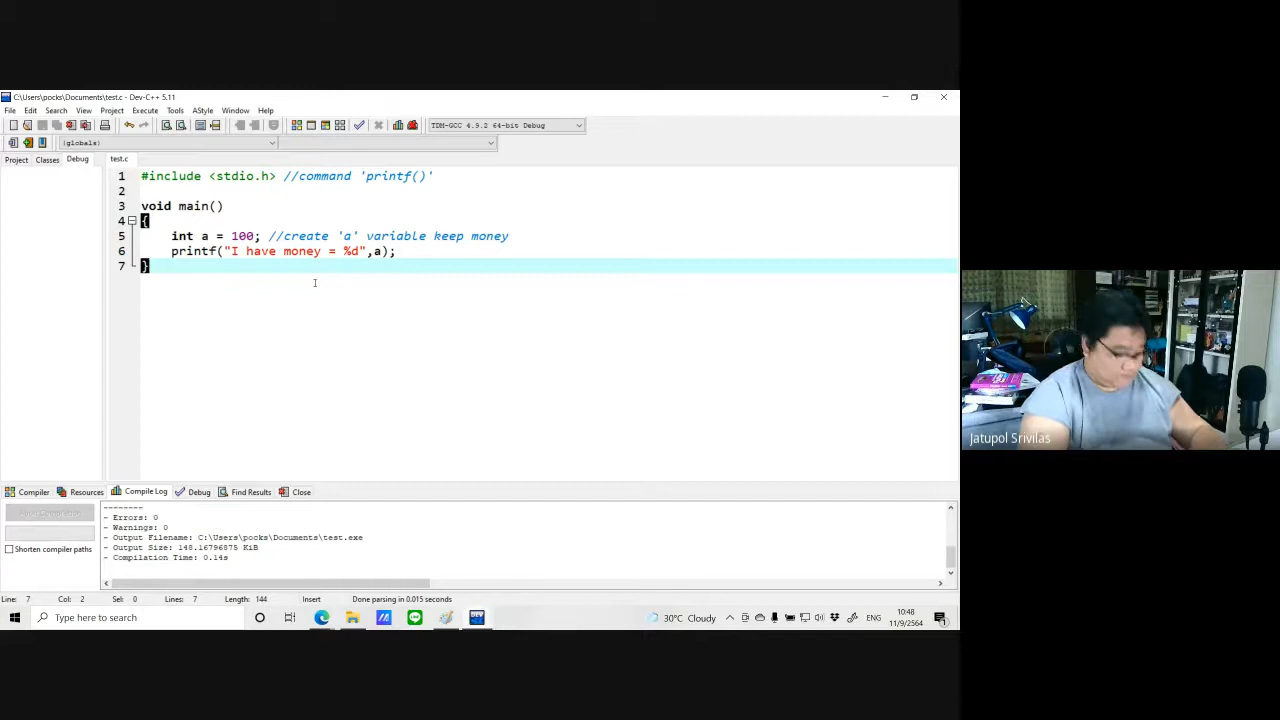 C:\Users\pocks\Documents\test.c - Dev-C++ 5.11
File Edit Search View Project Execute Tools AStyle Window Help
TDM-GCC 4.9.2 64-bit Debug
(globals)
Project Classes Debug test.c
1 #include <stdio.h> //command 'printf()'
2
3 void main()
4 {
5 int a = 100; //create 'a' variable keep money
6 printf("I have money = %d",a);
7 }
Jatupol Srivilas
Compiler Resources Compile Log Debug Find Results Close
--------
Abort Compilation - Errors: 0
- Warnings: 0
- Output Filename: C:\Users\pocks\Documents\test.exe
Shorten compiler paths - Output Size: 148.16796875 KiB
- Compilation Time: 0.14s
Line: 7 Col: 2 Sel: 0 Lines: 7 Length: 144 Insert Done parsing in 0.015 seconds
Type here to search DEV 30°C Cloudy ENG 10:48
11/9/2564 1